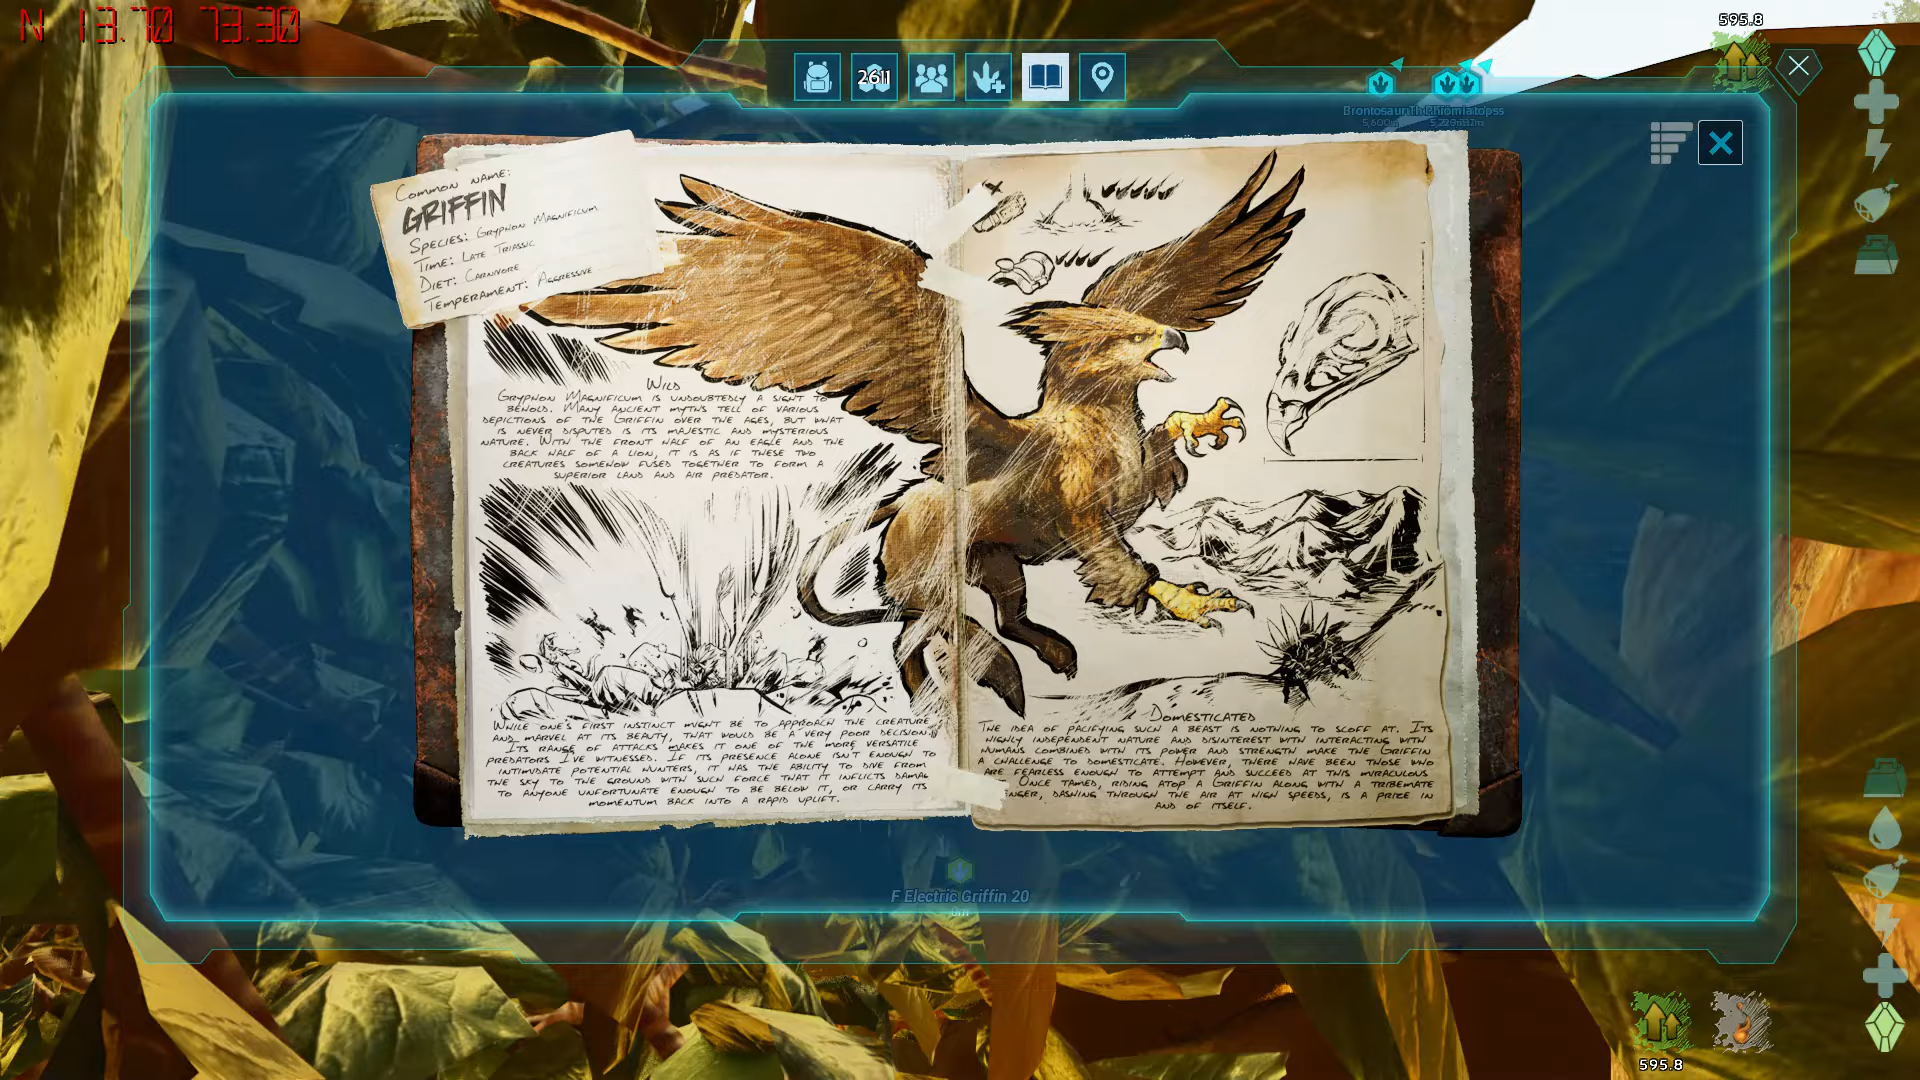 N 13.70 73.30
595.8
2611
Common name:
Griffin
Species: Gryphon Magnificum
Time: Late Triassic
Diet: Carnivore
Temperament: Aggressive
Wild
Gryphon Magnificum is undoubtedly a sight to
behold. Many ancient myths tell of various
depictions of the Griffin over the ages, but what
is never disputed is its majestic and mysterious
nature. With the front half of an eagle and the
back half of a lion, it is as if these two
creatures somehow fused together to form a
superior land and air predator.
While one's first instinct might be to approach the creature
and marvel at its beauty, that would be a very poor decision.
Its range of attacks makes it one of the more versatile
predators I've witnessed. If its presence alone isn't enough to
intimidate potential hunters, it has the ability to dive from
the sky to the ground with such force that it inflicts damag
to anyone unfortunate enough to be below it, or carry its
momentum back into a rapid uplift.
Domesticated
The idea of pacifying such a beast is nothing to scoff at. Its
highly independent nature and disinterest with interacting with
humans combined with its power and strength make the Griffin
a challenge to domesticate. However, there have been those who
are fearless enough to attempt and succeed at this miraculous
Once tamed, riding atop a Griffin along with a tribemate
enger, dashing through the air at high speeds, is a prize in
and of itself.
F Electric Griffin 20
595.8